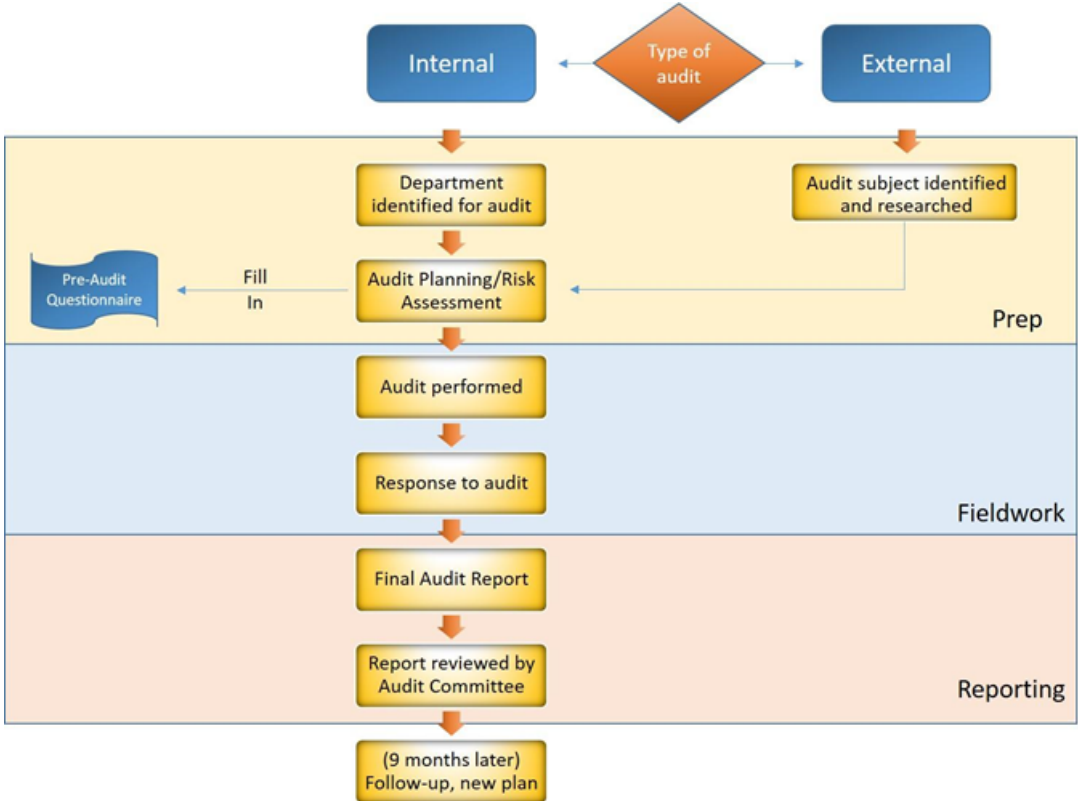 Internal
Type of
audit
External
Department
identified for audit
Audit subject identified
and researched
Pre-Audit
Questionnaire
Fill
In
Audit Planning/Risk
Assessment
Prep
Audit performed
Response to audit
Fieldwork
Final Audit Report
Report reviewed by
Audit Committee
Reporting
(9 months later)
Follow-up, new plan